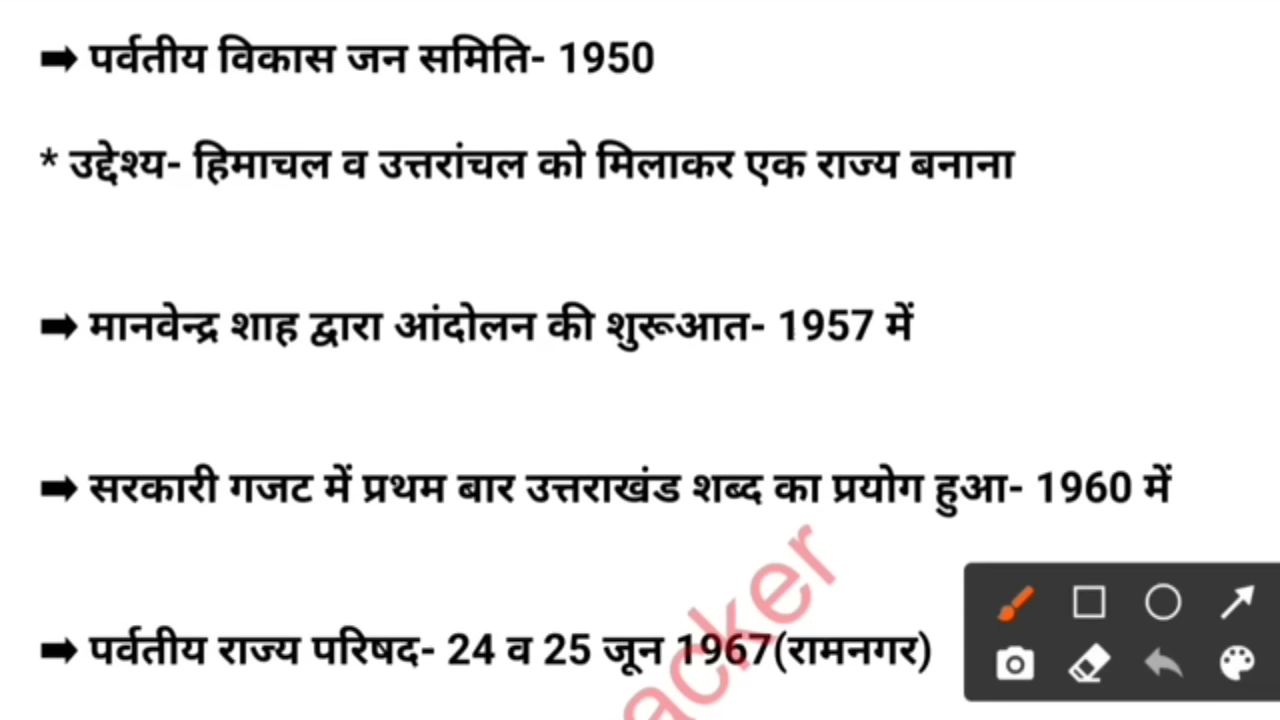 ➡ पर्वतीय विकास जन समिति- 1950
* उद्देश्य- हिमाचल व उत्तरांचल को मिलाकर एक राज्य बनाना
➡ मानवेन्द्र शाह द्वारा आंदोलन की शुरूआत- 1957 में
➡ सरकारी गजट में प्रथम बार उत्तराखंड शब्द का प्रयोग हुआ- 1960 में
➡ पर्वतीय राज्य परिषद- 24 व 25 जून 1967(रामनगर)
acker